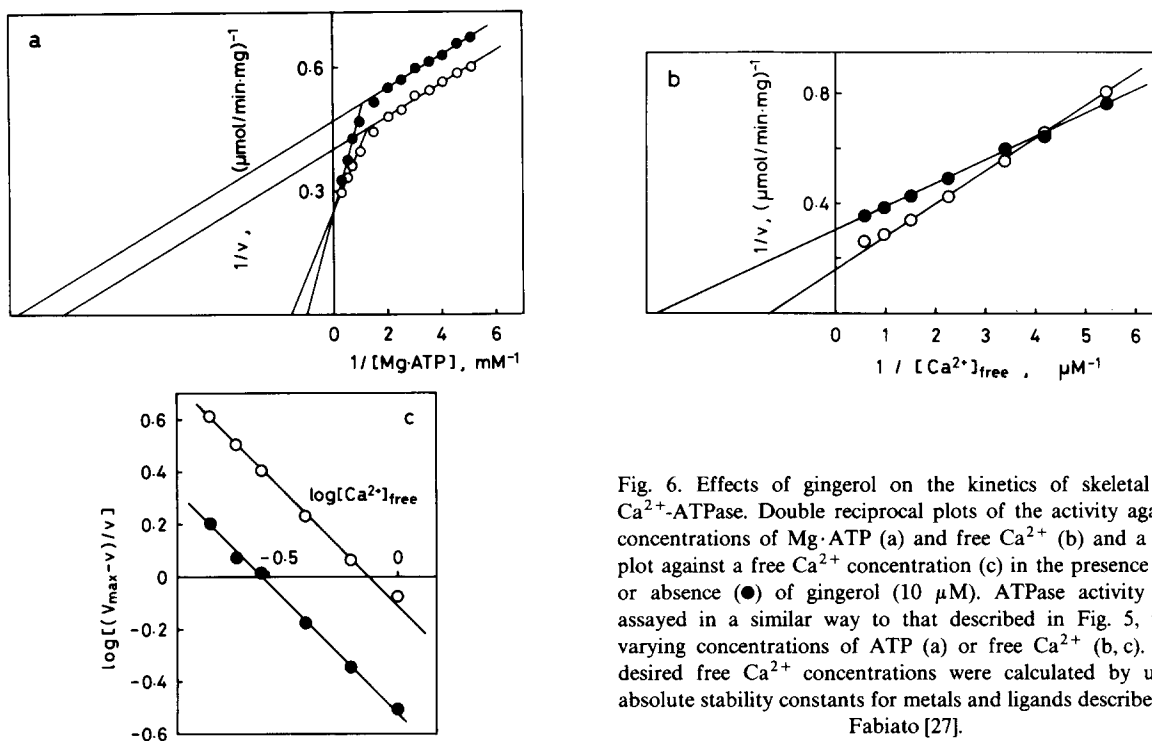 a
0.6
0.3
1/v, (μmol/min·mg)⁻¹
0 2 4 6
1/[Mg·ATP], mM⁻¹
b
0.8
0.4
1/v, (μmol/min·mg)⁻¹
0 1 2 3 4 5 6
1 / [Ca²⁺]free , μM⁻¹
c
0.6
0.4
log[Ca²⁺]free
0.2
−0.5 0
0
−0.2
−0.4
−0.6
log[(Vmax−v)/v]
Fig. 6. Effects of gingerol on the kinetics of skeletal
Ca²⁺-ATPase. Double reciprocal plots of the activity aga
concentrations of Mg·ATP (a) and free Ca²⁺ (b) and a
plot against a free Ca²⁺ concentration (c) in the presence
or absence (●) of gingerol (10 μM). ATPase activity
assayed in a similar way to that described in Fig. 5,
varying concentrations of ATP (a) or free Ca²⁺ (b, c).
desired free Ca²⁺ concentrations were calculated by u
absolute stability constants for metals and ligands describe
Fabiato [27].